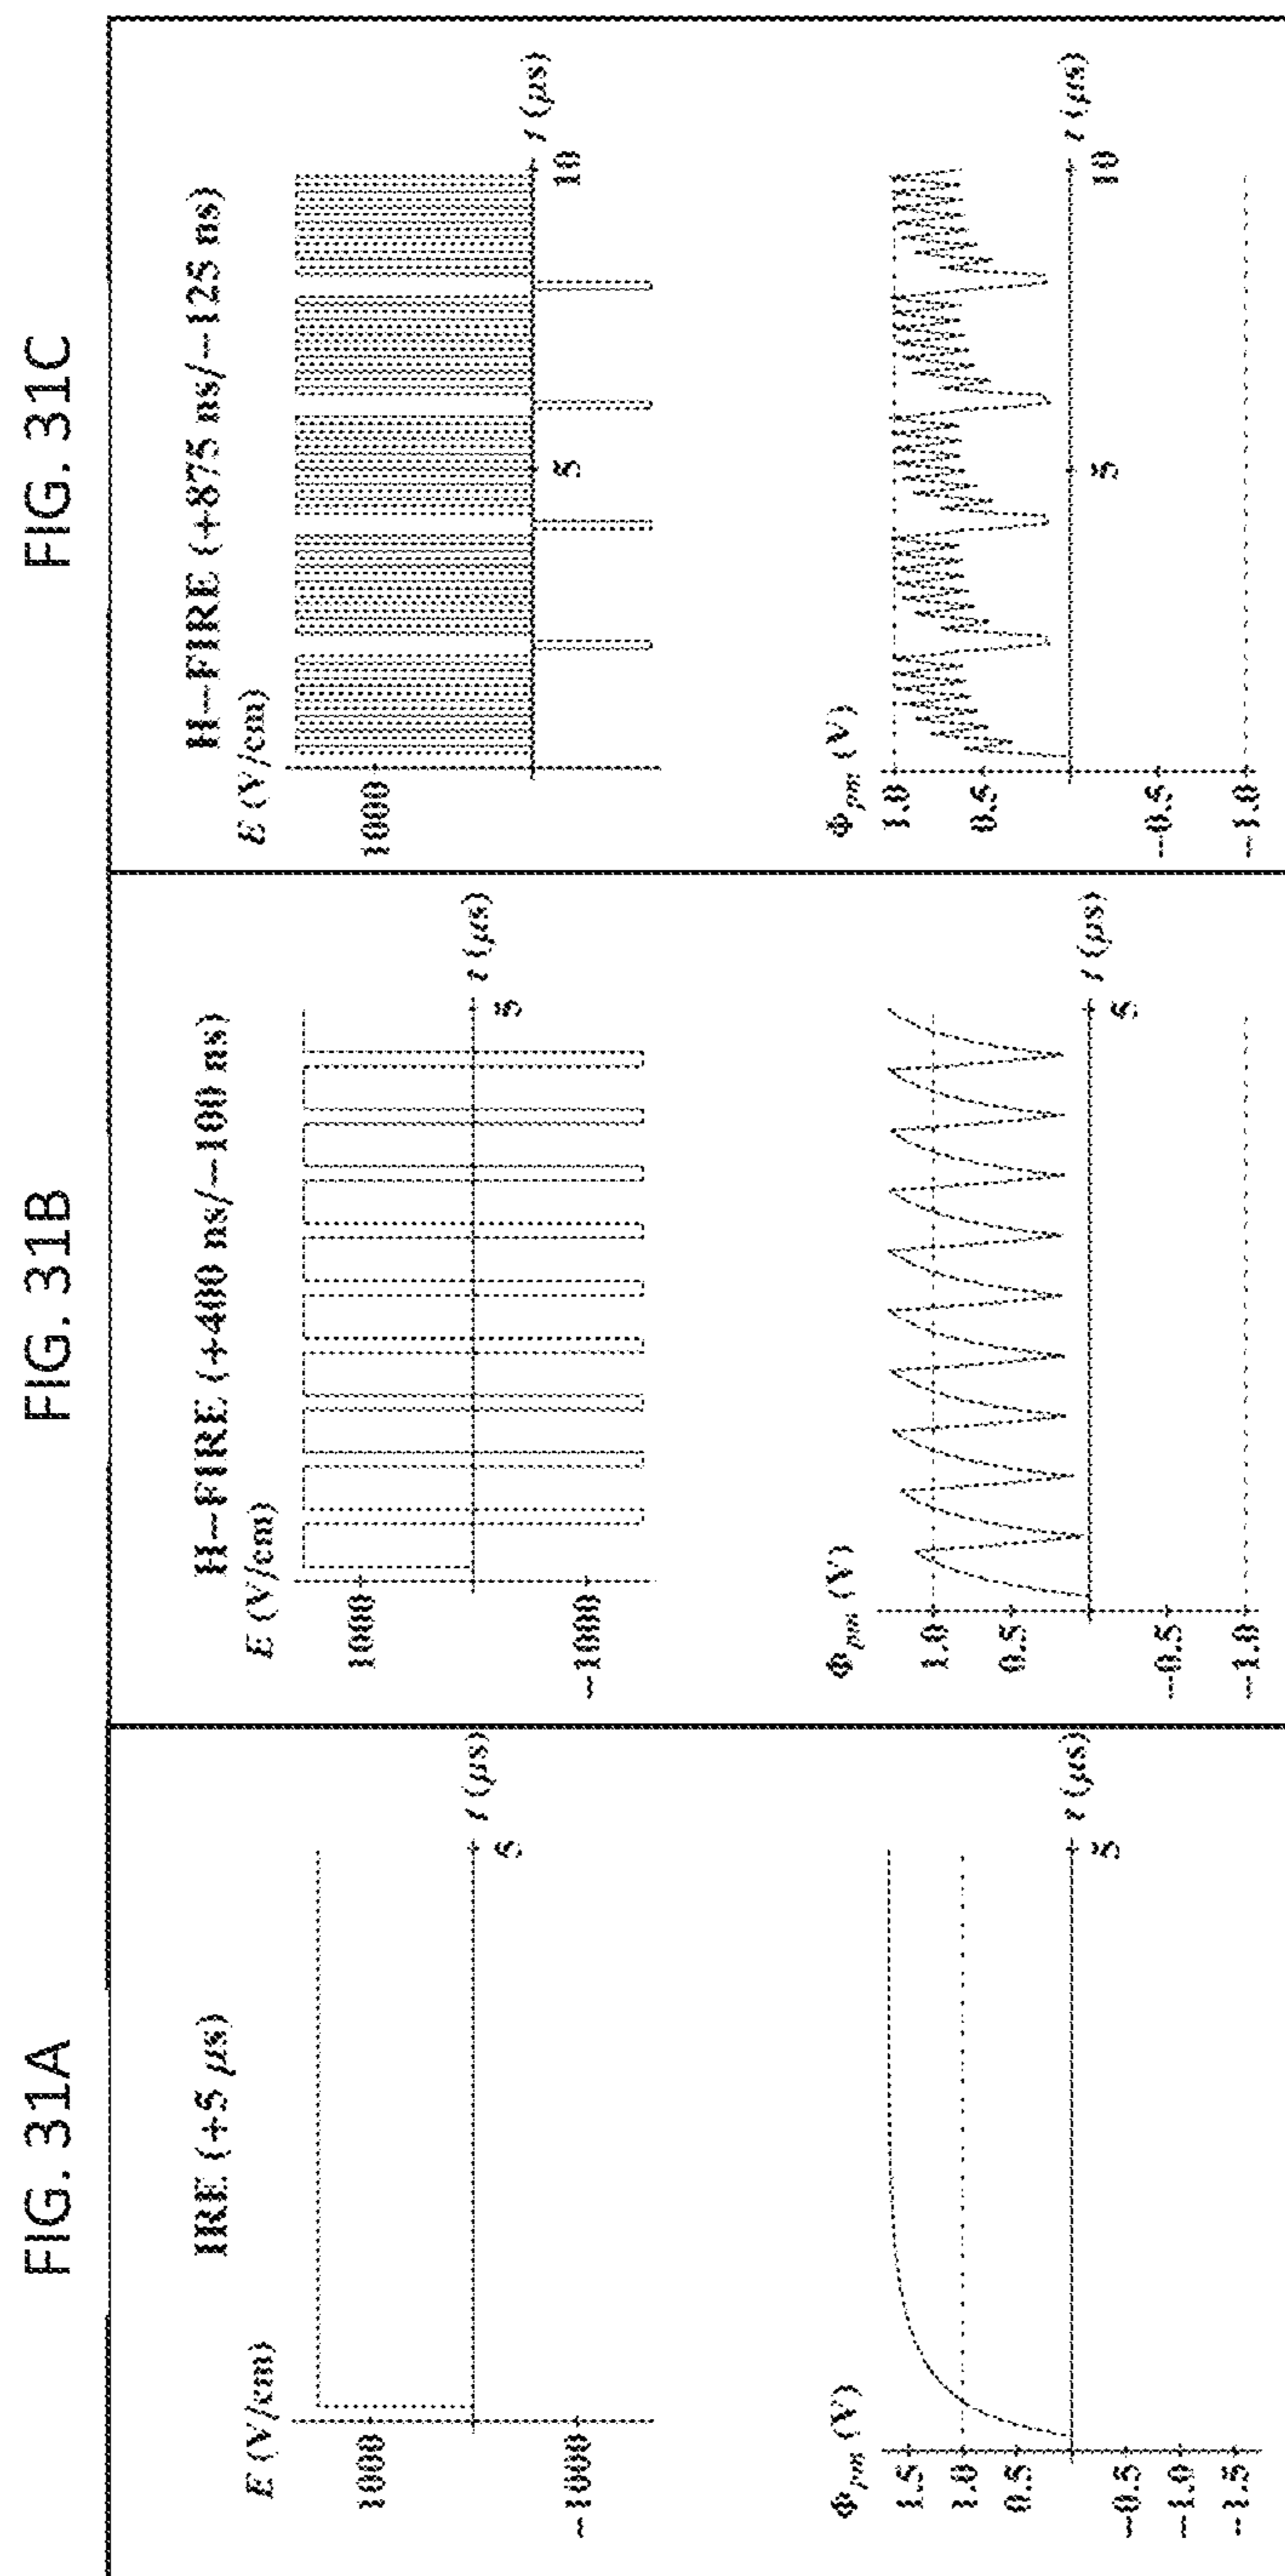 FIG. 31A
IRE (+5 μs)
E (V/cm)
1000
t (μs)
5
−1000
Φpm (V)
1.5
1.0
0.5
t (μs)
5
−0.5
−1.0
−1.5
FIG. 31B
H−FIRE (+400 ns/−100 ns)
E (V/cm)
1000
t (μs)
5
−1000
Φpm (V)
1.0
0.5
t (μs)
5
−0.5
−1.0
FIG. 31C
H−FIRE (+875 ns/−125 ns)
E (V/cm)
1000
t (μs)
5
10
Φpm (V)
1.0
0.5
t (μs)
5
10
−0.5
−1.0